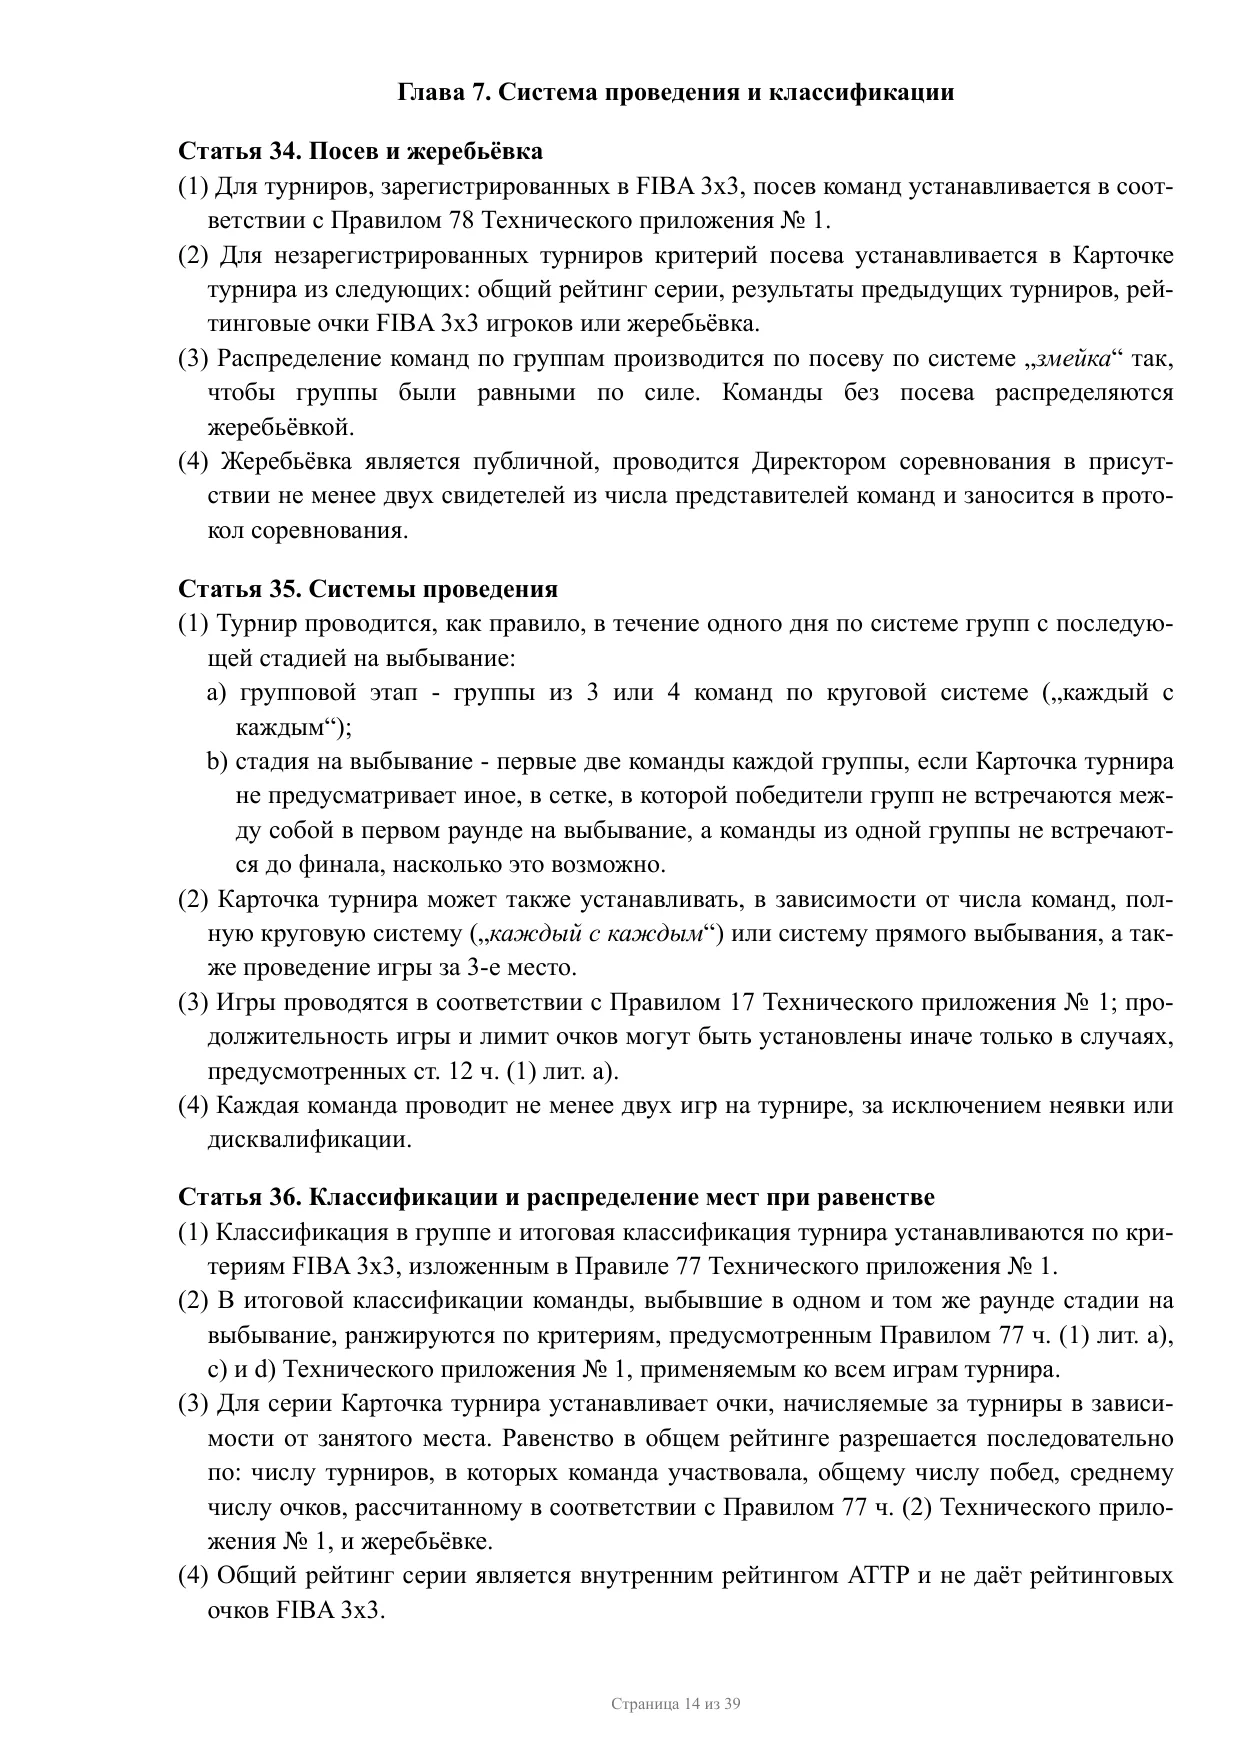 Глава 7. Система проведения и классификации
Статья 34. Посев и жеребьёвка
(1) Для турниров, зарегистрированных в FIBA 3x3, посев команд устанавливается в соот-
ветствии с Правилом 78 Технического приложения № 1.
(2) Для незарегистрированных турниров критерий посева устанавливается в Карточке
турнира из следующих: общий рейтинг серии, результаты предыдущих турниров, рей-
тинговые очки FIBA 3x3 игроков или жеребьёвка.
(3) Распределение команд по группам производится по посеву по системе „змейка“ так,
чтобы группы были равными по силе. Команды без посева распределяются
жеребьёвкой.
(4) Жеребьёвка является публичной, проводится Директором соревнования в присут-
ствии не менее двух свидетелей из числа представителей команд и заносится в прото-
кол соревнования.
Статья 35. Системы проведения
(1) Турнир проводится, как правило, в течение одного дня по системе групп с последую-
щей стадией на выбывание:
a) групповой этап - группы из 3 или 4 команд по круговой системе („каждый с
каждым“);
b) стадия на выбывание - первые две команды каждой группы, если Карточка турнира
не предусматривает иное, в сетке, в которой победители групп не встречаются меж-
ду собой в первом раунде на выбывание, а команды из одной группы не встречают-
ся до финала, насколько это возможно.
(2) Карточка турнира может также устанавливать, в зависимости от числа команд, пол-
ную круговую систему („каждый с каждым“) или систему прямого выбывания, а так-
же проведение игры за 3-е место.
(3) Игры проводятся в соответствии с Правилом 17 Технического приложения № 1; про-
должительность игры и лимит очков могут быть установлены иначе только в случаях,
предусмотренных ст. 12 ч. (1) лит. a).
(4) Каждая команда проводит не менее двух игр на турнире, за исключением неявки или
дисквалификации.
Статья 36. Классификации и распределение мест при равенстве
(1) Классификация в группе и итоговая классификация турнира устанавливаются по кри-
териям FIBA 3x3, изложенным в Правиле 77 Технического приложения № 1.
(2) В итоговой классификации команды, выбывшие в одном и том же раунде стадии на
выбывание, ранжируются по критериям, предусмотренным Правилом 77 ч. (1) лит. a),
c) и d) Технического приложения № 1, применяемым ко всем играм турнира.
(3) Для серии Карточка турнира устанавливает очки, начисляемые за турниры в зависи-
мости от занятого места. Равенство в общем рейтинге разрешается последовательно
по: числу турниров, в которых команда участвовала, общему числу побед, среднему
числу очков, рассчитанному в соответствии с Правилом 77 ч. (2) Технического прило-
жения № 1, и жеребьёвке.
(4) Общий рейтинг серии является внутренним рейтингом АТТР и не даёт рейтинговых
очков FIBA 3x3.
Страница 14 из 39